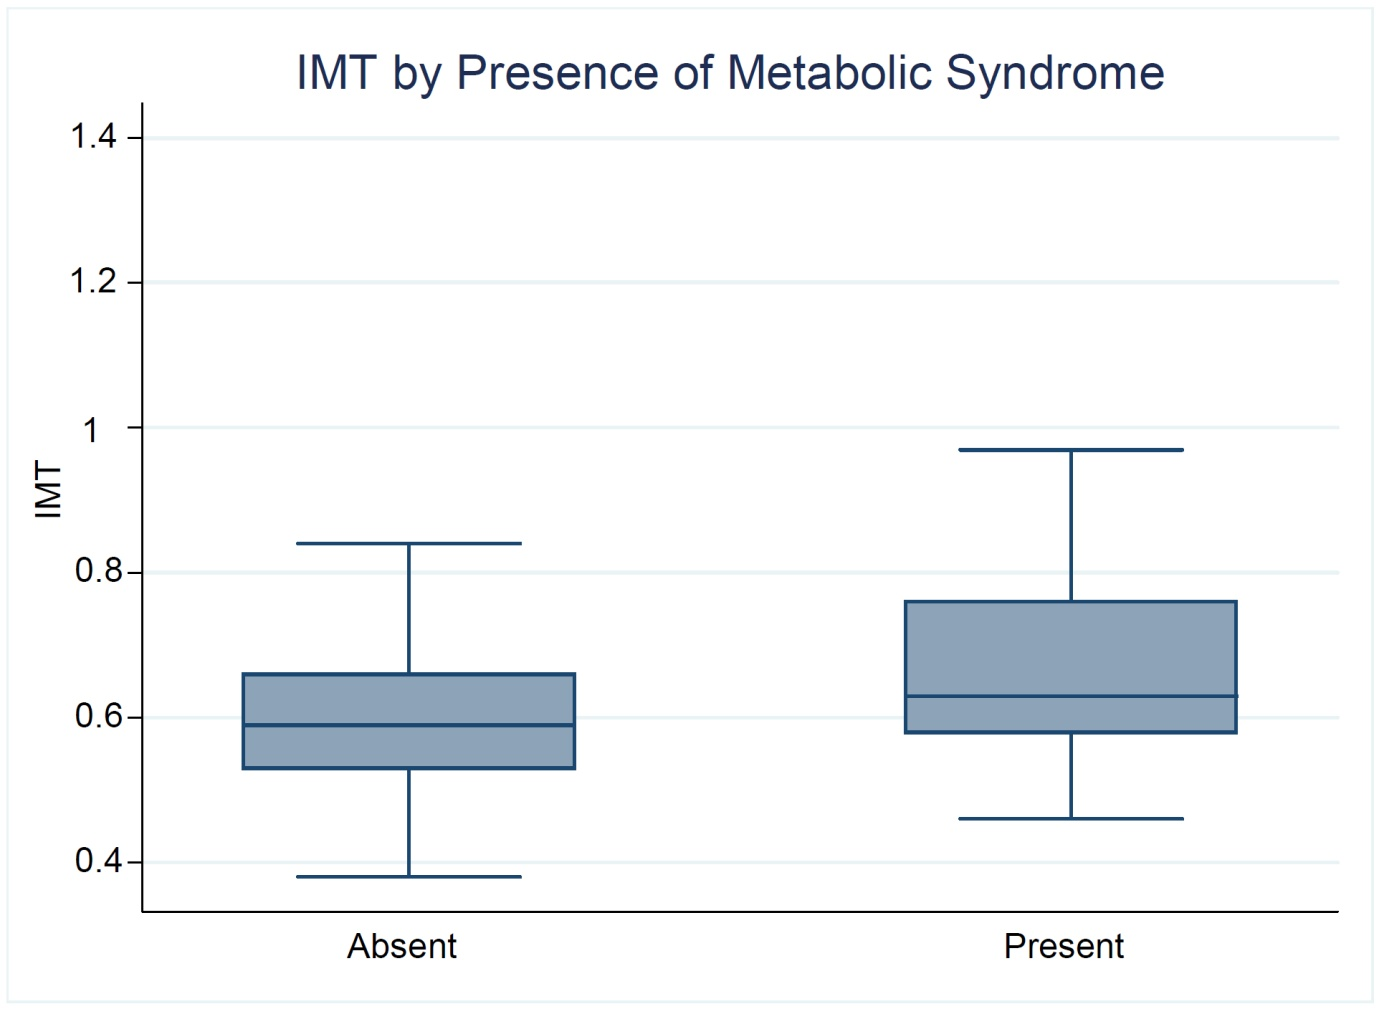 IMT by Presence of Metabolic Syndrome
1.4
1.2
1
IMT
0.8
0.6
0.4
Absent Present